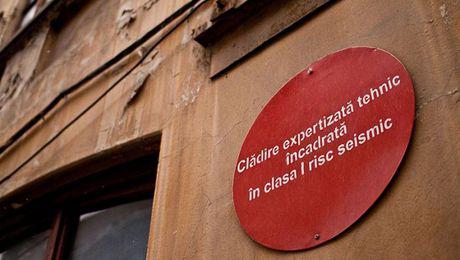 Clădire expertizată tehnic
încadrată
în clasa I risc seismic